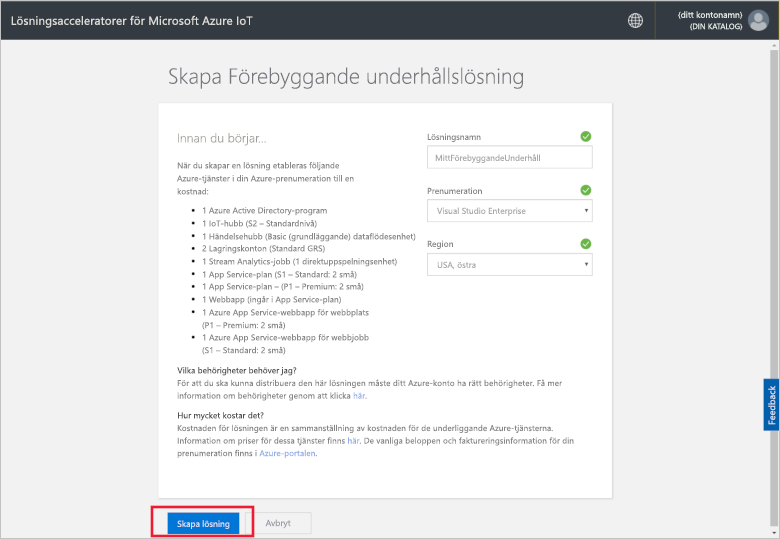 Lösningsacceleratorer för Microsoft Azure IoT
(ditt kontonamn)
(DIN KATALOG)
Skapa Förebyggande underhållslösning
Innan du börjar...
När du skapar en lösning etableras följande
Azure-tjänster i din Azure-prenumeration till en
kostnad:
1 Azure Active Directory-program
1 IoT-hubb (S2 – Standardnivå)
1 Händelsehubb (Basic (grundläggande) dataflödesenhet)
2 Lagringskonton (Standard GRS)
1 Stream Analytics-jobb (1 direktuppspelningsenhet)
1 App Service-plan (S1 – Standard: 2 små)
1 App Service-plan – (P1 – Premium: 2 små)
1 Webbapp (ingår i App Service-plan)
1 Azure App Service-webbapp för webbplats
(P1 – Premium: 2 små)
1 Azure App Service-webbapp för webbjobb
(S1 – Standard: 2 små)
Lösningsnamn
MittFörebyggandeUnderhåll
Prenumeration
Visual Studio Enterprise
Region
USA, östra
Vilka behörigheter behöver jag?
För att du ska kunna distribuera den här lösningen måste ditt Azure-konto ha rätt behörigheter. Få mer
information om behörigheter genom att klicka här.
Hur mycket kostar det?
Kostnaden för lösningen är en sammanställning av kostnaden för de underliggande Azure-tjänsterna.
Information om priser för dessa tjänster finns här. De vanliga beloppen och faktureringsinformation för din
prenumeration finns i Azure-portalen.
Feedback
Skapa lösning
Avbryt